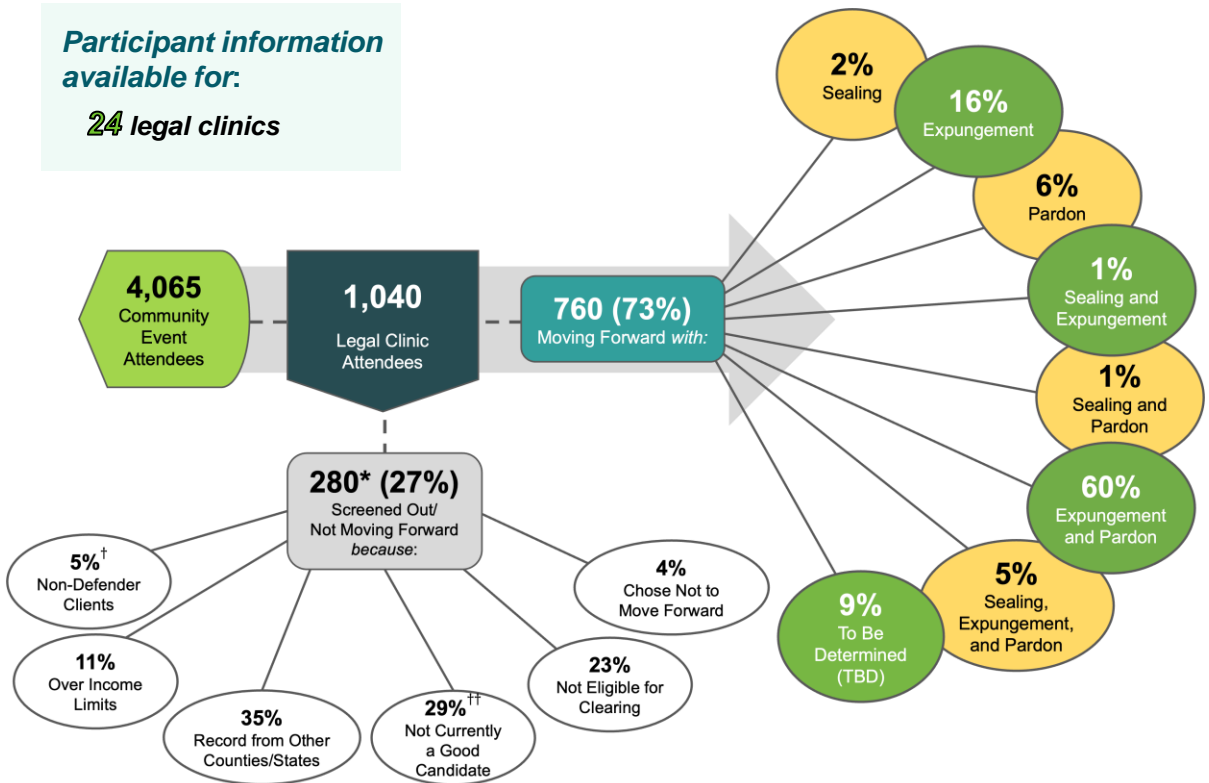 Participant information
available for:
24 legal clinics
4,065
Community
Event
Attendees
1,040
Legal Clinic
Attendees
760 (73%)
Moving Forward with:
2%
Sealing
16%
Expungement
6%
Pardon
1%
Sealing and
Expungement
1%
Sealing and
Pardon
60%
Expungement
and Pardon
5%
Sealing,
Expungement,
and Pardon
9%
To Be
Determined
(TBD)
280* (27%)
Screened Out/
Not Moving Forward
because:
5%†
Non-Defender
Clients
11%
Over Income
Limits
35%
Record from Other
Counties/States
29%††
Not Currently
a Good
Candidate
23%
Not Eligible for
Clearing
4%
Chose Not to
Move Forward